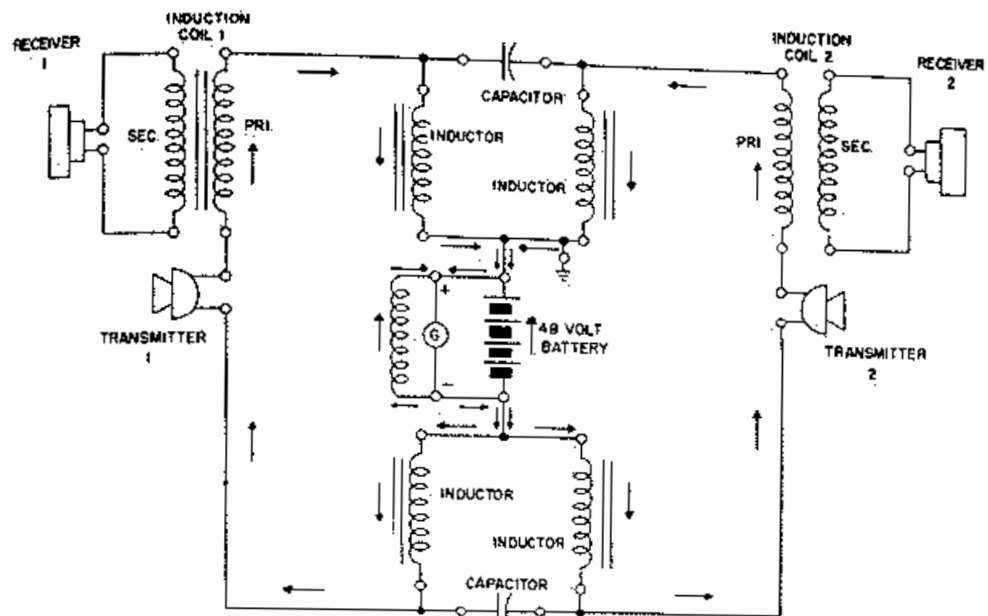 INDUCTION
COIL 1
RECEIVER
1
SEC.
PRI.
CAPACITOR
INDUCTOR
INDUCTOR
INDUCTION
COIL 2
RECEIVER
2
PRI
SEC.
TRANSMITTER
1
+
G
−
48 VOLT
BATTERY
TRANSMITTER
2
INDUCTOR
INDUCTOR
CAPACITOR